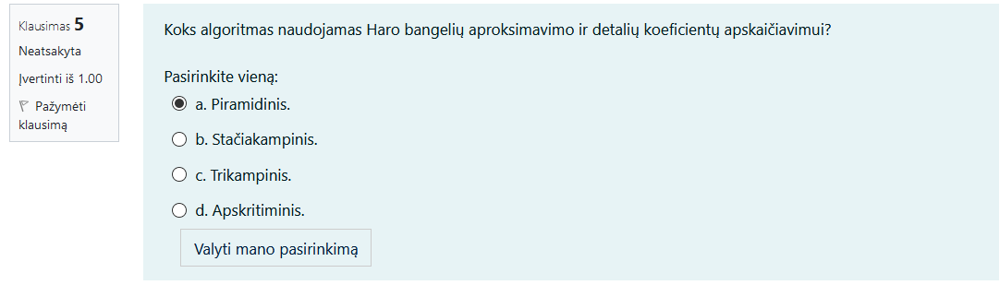 Klausimas 5
Neatsakyta
Įvertinti iš 1.00
Pažymėti
klausimą
Koks algoritmas naudojamas Haro bangelių aproksimavimo ir detalių koeficientų apskaičiavimui?
Pasirinkite vieną:
a. Piramidinis.
b. Stačiakampinis.
c. Trikampinis.
d. Apskritiminis.
Valyti mano pasirinkimą